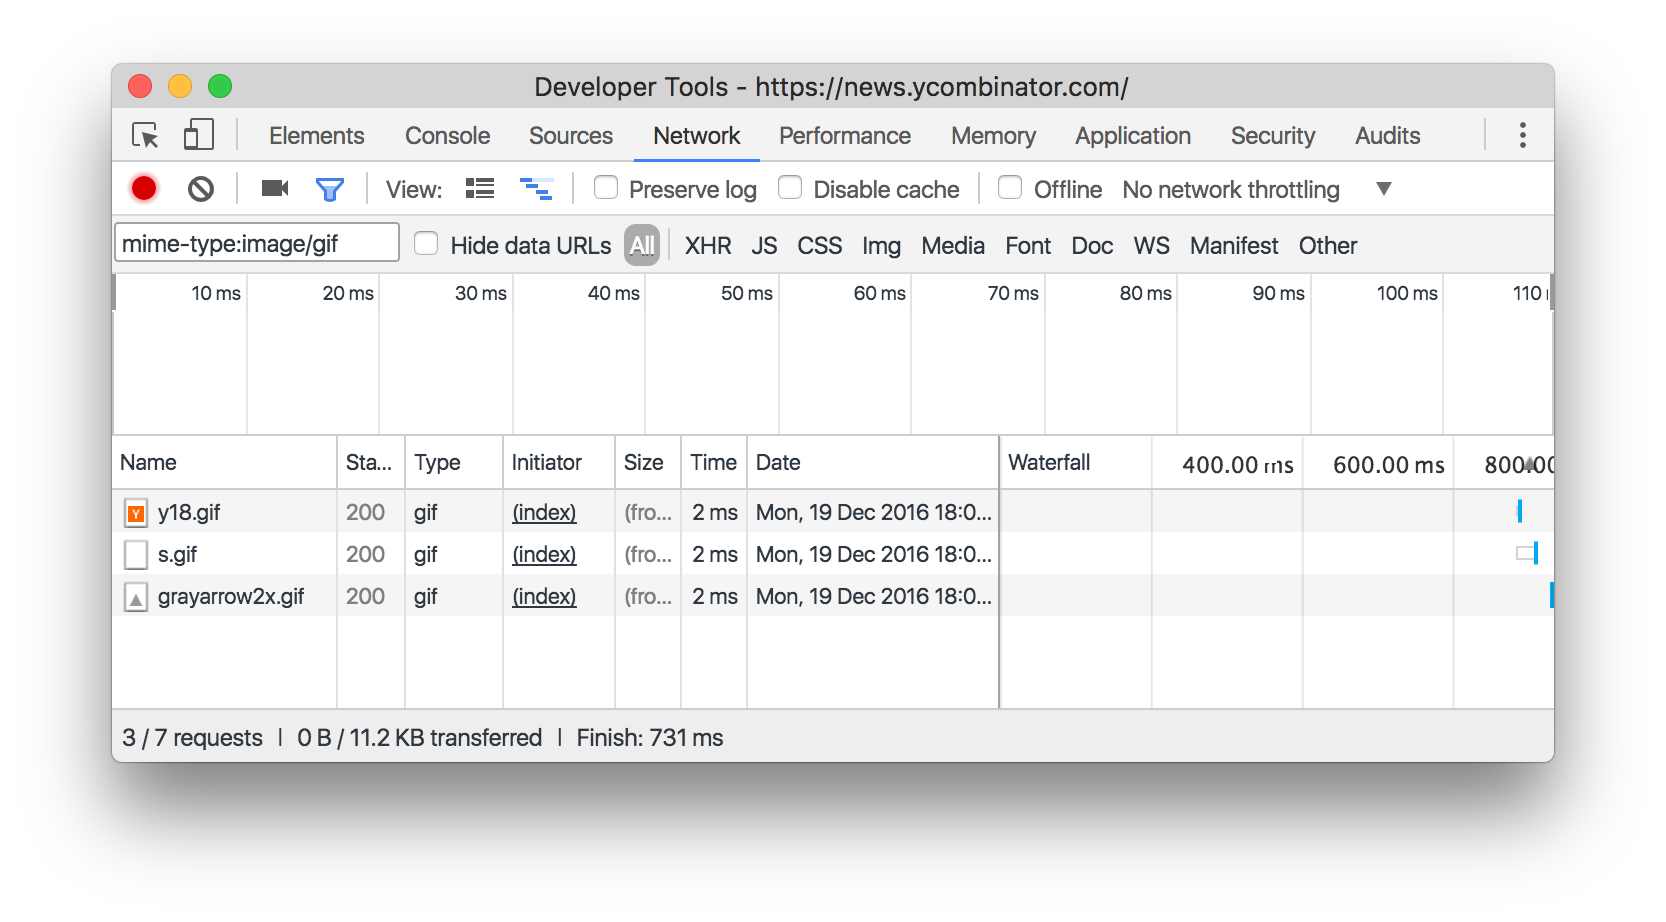 Developer Tools - https://news.ycombinator.com/
Elements Console Sources Network Performance Memory Application Security Audits
View: Preserve log Disable cache Offline No network throttling
mime-type:image/gif Hide data URLs All XHR JS CSS Img Media Font Doc WS Manifest Other
10 ms 20 ms 30 ms 40 ms 50 ms 60 ms 70 ms 80 ms 90 ms 100 ms 110
Name Sta... Type Initiator Size Time Date Waterfall 400.00 ms 600.00 ms 800.00
Y y18.gif 200 gif (index) (fro... 2 ms Mon, 19 Dec 2016 18:0...
s.gif 200 gif (index) (fro... 2 ms Mon, 19 Dec 2016 18:0...
grayarrow2x.gif 200 gif (index) (fro... 2 ms Mon, 19 Dec 2016 18:0...
3 / 7 requests | 0 B / 11.2 KB transferred | Finish: 731 ms